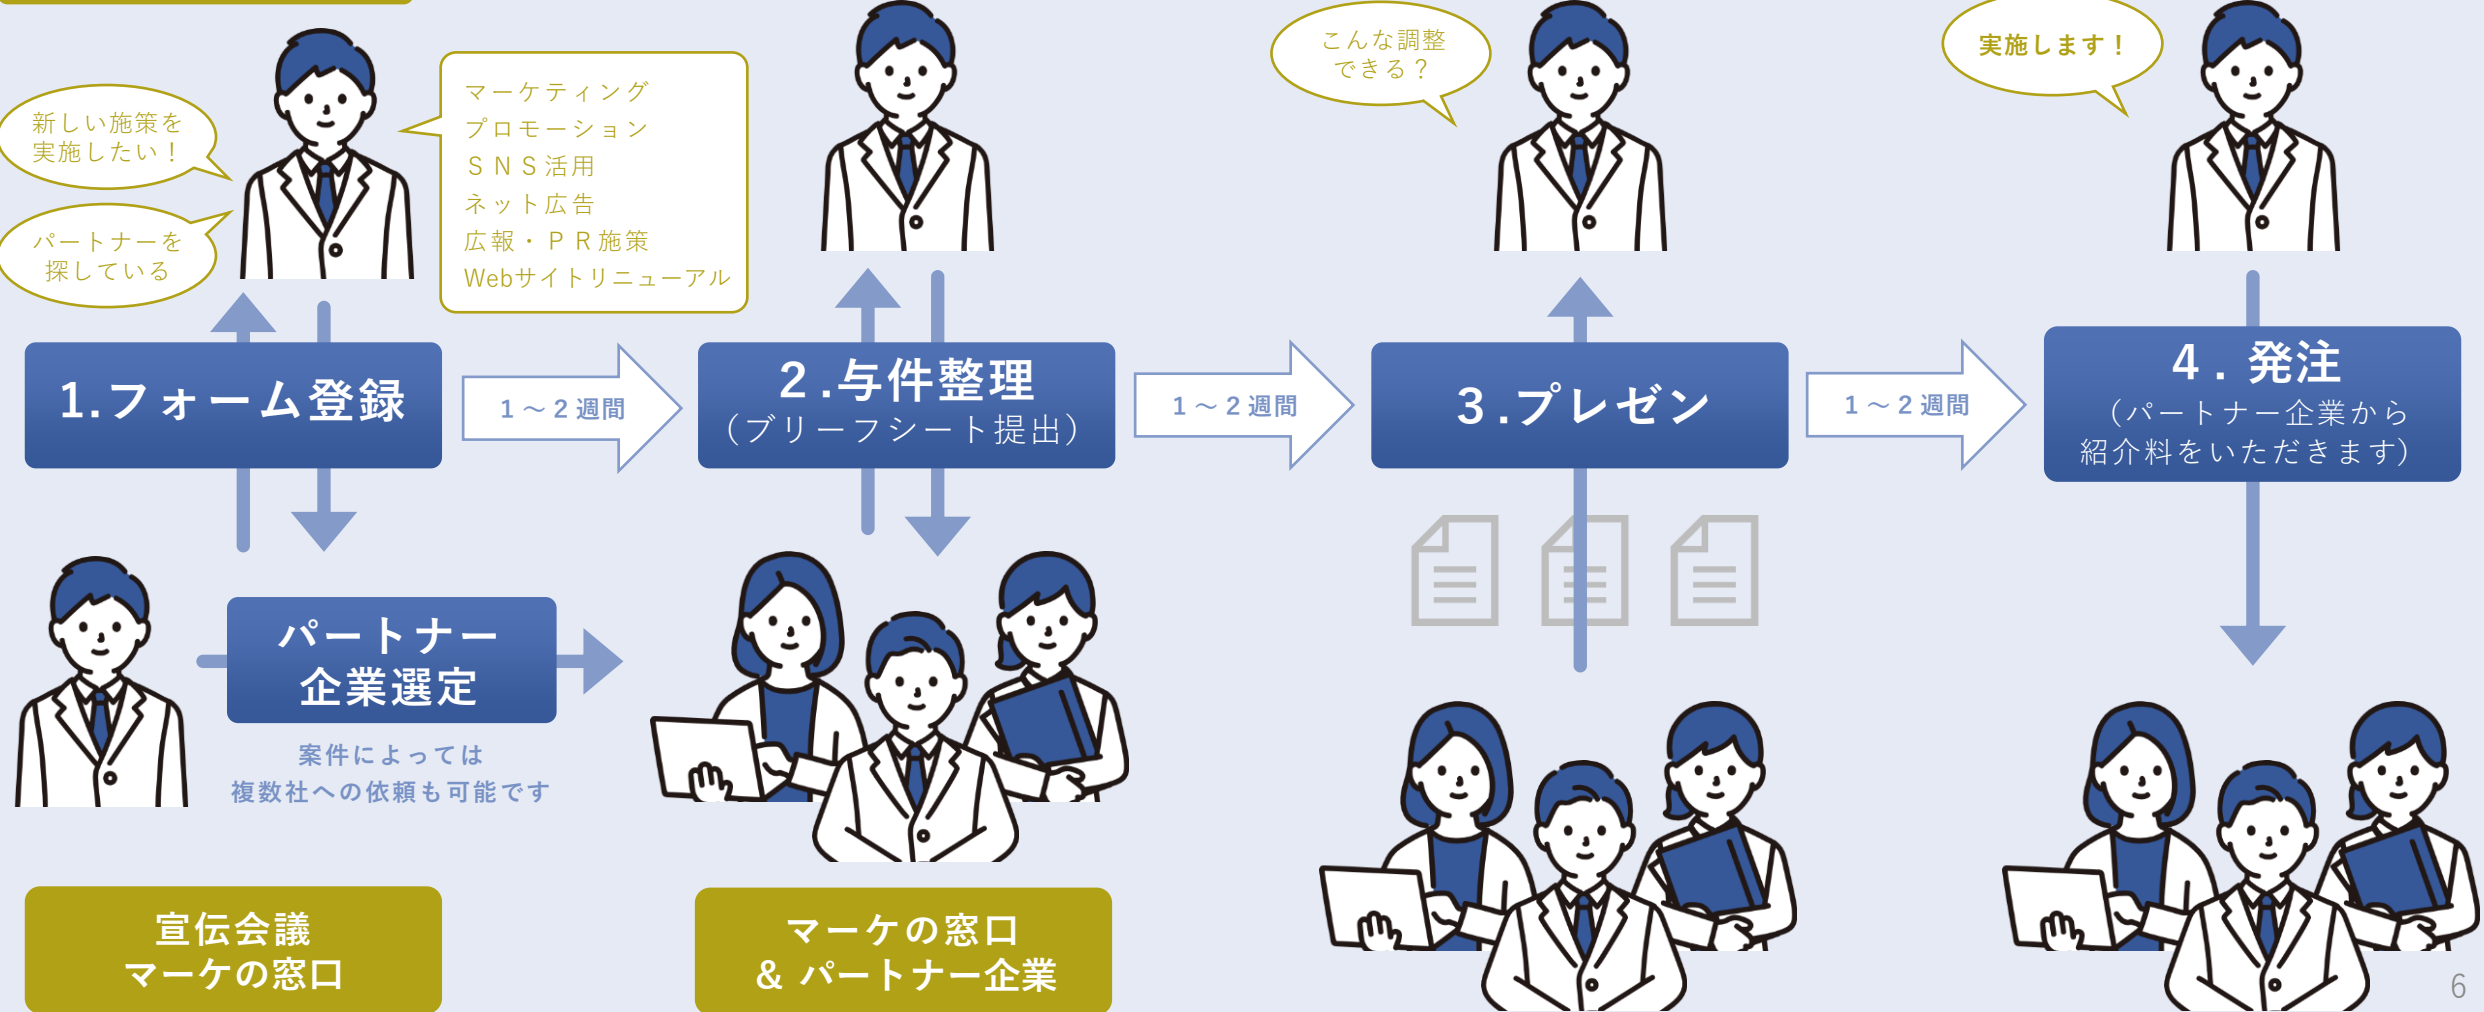 新しい施策を
実施したい！
パートナーを
探している
マーケティング
プロモーション
ＳＮＳ活用
ネット広告
広報・ＰＲ施策
Webサイトリニューアル
こんな調整
できる？
実施します！
1.フォーム登録
1～2週間
2.与件整理
（ブリーフシート提出）
1～2週間
3.プレゼン
1～2週間
4. 発注
（パートナー企業から
紹介料をいただきます）
パートナー
企業選定
案件によっては
複数社への依頼も可能です
宣伝会議
マーケの窓口
マーケの窓口
& パートナー企業
6